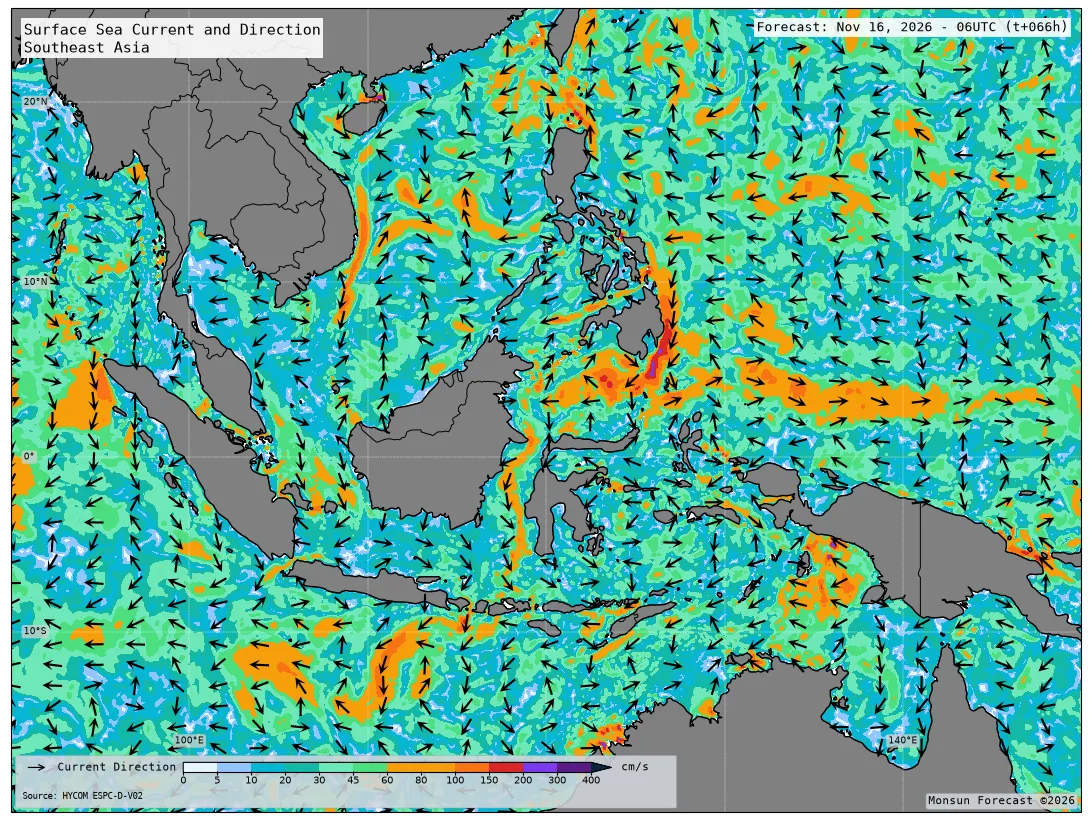 Surface Sea Current and Direction
Southeast Asia
Forecast: Nov 16, 2026 - 06UTC (t+066h)
20°N
10°N
0°
10°S
100°E
140°E
Current Direction
0 5 10 20 30 45 60 80 100 150 200 300 400
cm/s
Source: HYCOM ESPC-D-V02
Monsun Forecast ©2026